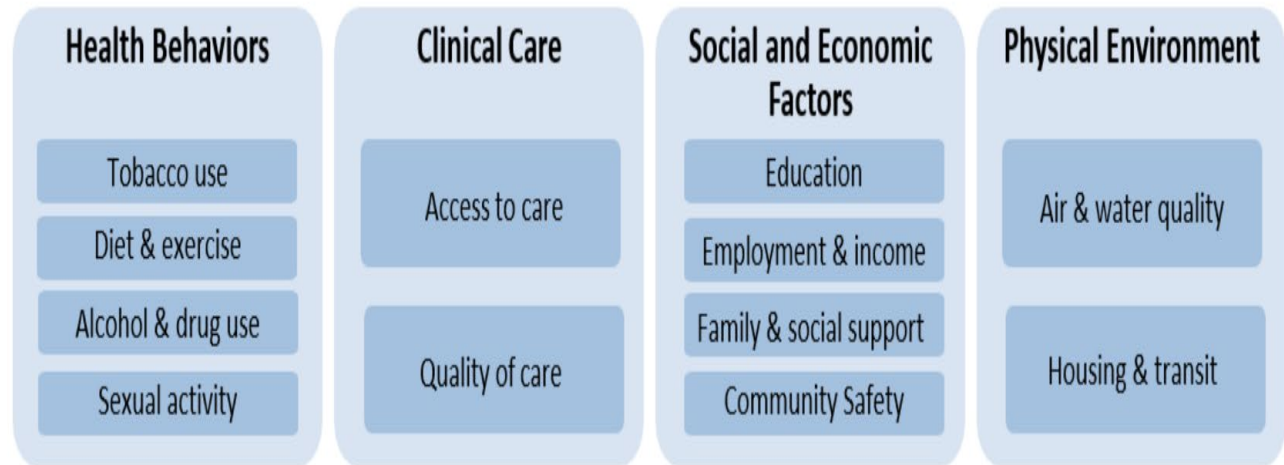 Health Behaviors
Tobacco use
Diet & exercise
Alcohol & drug use
Sexual activity
Clinical Care
Access to care
Quality of care
Social and Economic
Factors
Education
Employment & income
Family & social support
Community Safety
Physical Environment
Air & water quality
Housing & transit